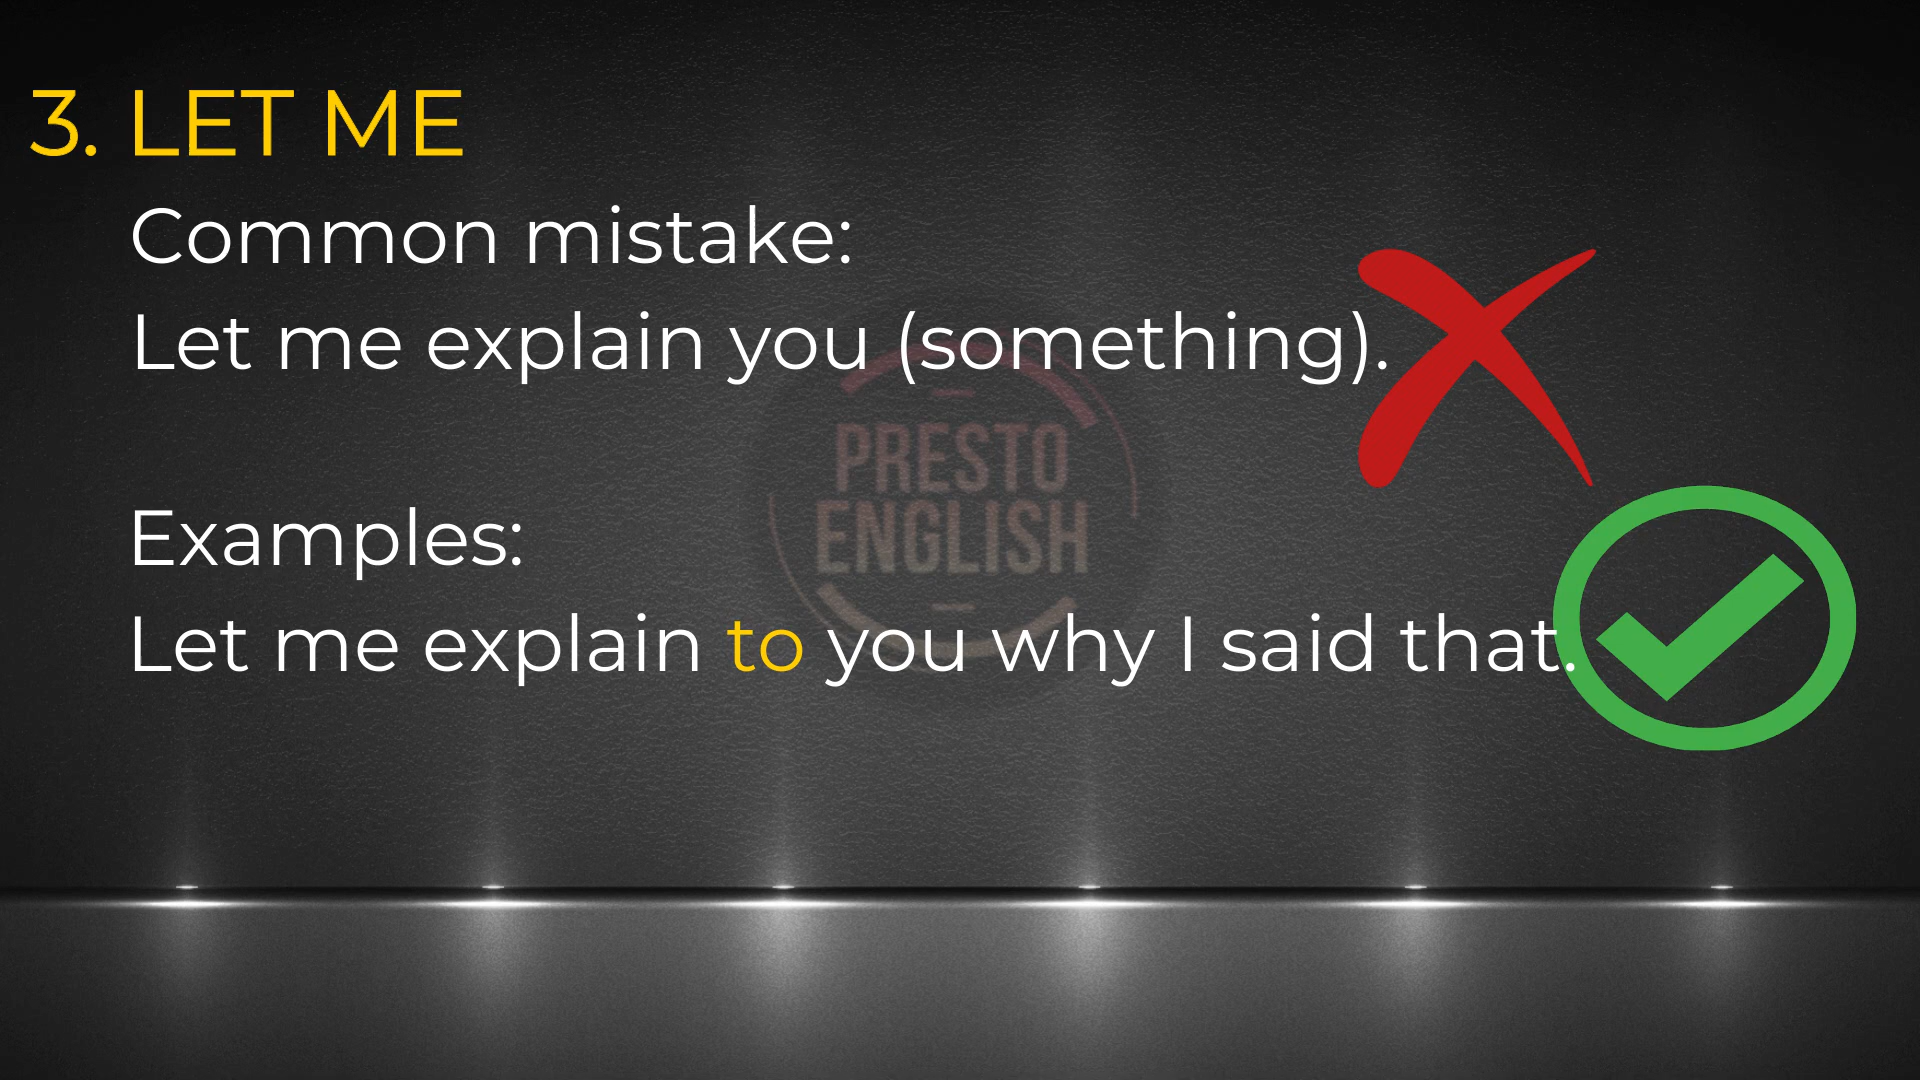 3. LET ME
Common mistake:
Let me explain you (something).
PRESTO
ENGLISH
Examples:
Let me explain to you why I said that.